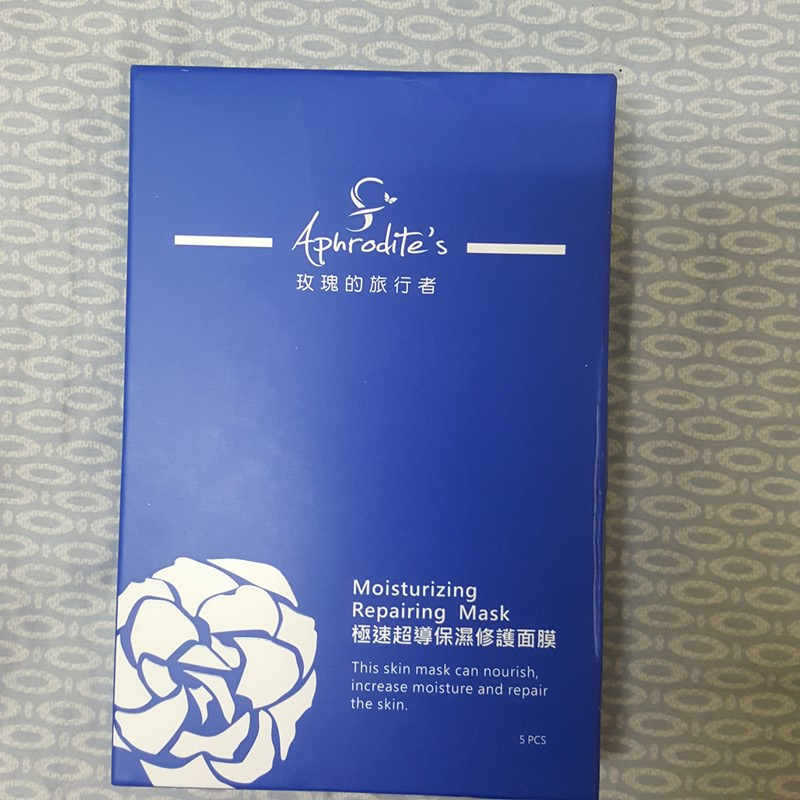 Aphrodite's
玫瑰的旅行者
Moisturizing
Repairing Mask
極速超導保濕修護面膜
This skin mask can nourish,
increase moisture and repair
the skin.
5 PCS